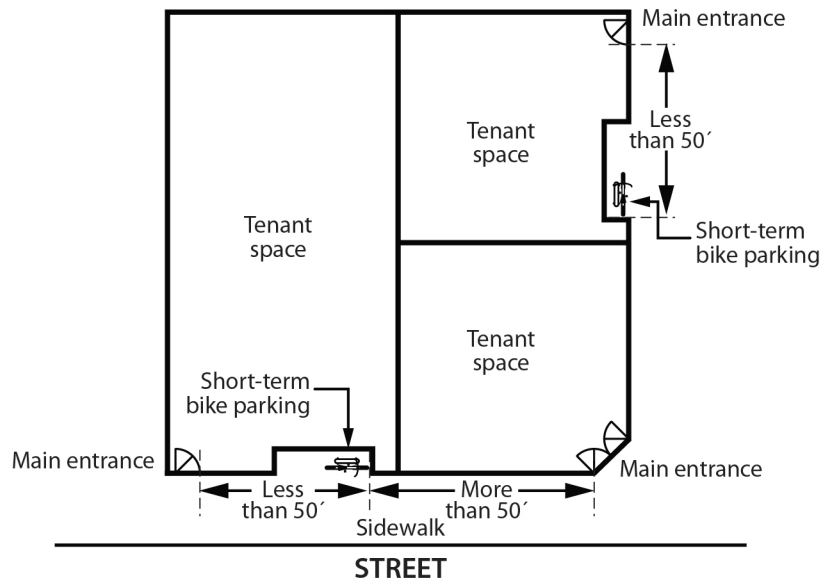 Main entrance
Less
than 50´
Tenant
space
Tenant
space
Short-term
bike parking
Tenant
space
Short-term
bike parking
Main entrance
Main entrance
Less
than 50´
More
than 50´
Sidewalk
STREET